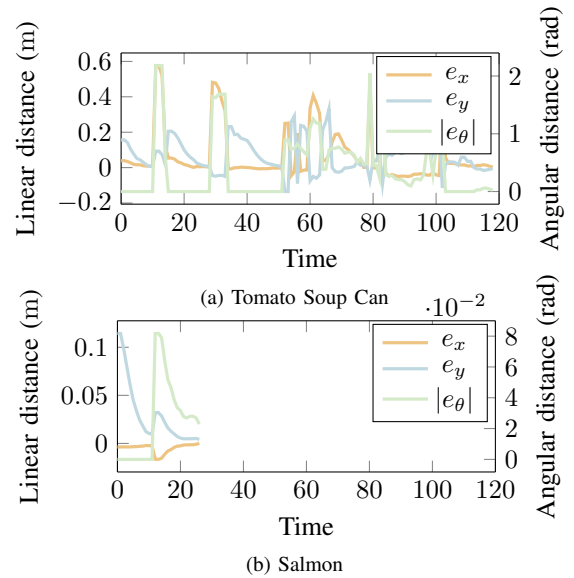 Linear distance (m)
0.6
0.4
0.2
0
−0.2
0 20 40 60 80 100 120
Time
e_x
e_y
|e_θ|
2
1
0
Angular distance (rad)
(a) Tomato Soup Can
·10−2
Linear distance (m)
0.1
0.05
0
0 20 40 60 80 100 120
Time
e_x
e_y
|e_θ|
8
6
4
2
0
Angular distance (rad)
(b) Salmon